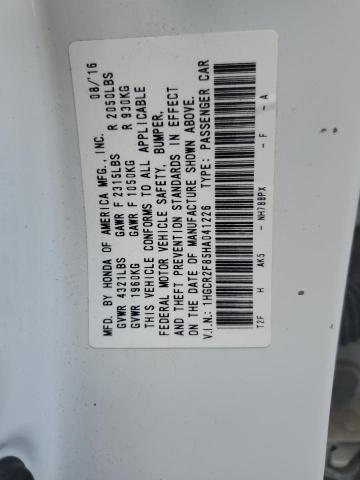 MFD. BY HONDA OF AMERICA MFG., INC. 08/'16
GVWR 4321LBS GAWR F 2315LBS R 2050LBS
GVWR 1960KG GAWR F 1050KG R 930KG
THIS VEHICLE CONFORMS TO ALL APPLICABLE
FEDERAL MOTOR VEHICLE SAFETY, BUMPER,
AND THEFT PREVENTION STANDARDS IN EFFECT
ON THE DATE OF MANUFACTURE SHOWN ABOVE.
V.I.N.: 1HGCR2F85HA041226 TYPE: PASSENGER CAR
T2F H AK5 - NH788PX - F - A